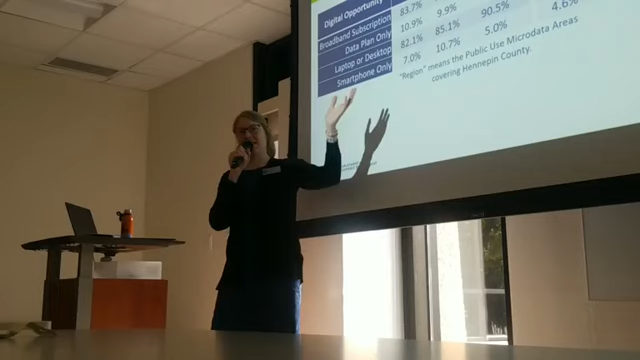 Digital Opportunity
Broadband Subscription 83.7% 9.9% 90.5% 4.6%
Data Plan Only 10.9% 85.1% 5.0%
Laptop or Desktop 82.1% 10.7%
Smartphone Only 7.0%
"Region" means the Public Use Microdata Areas
covering Hennepin County.